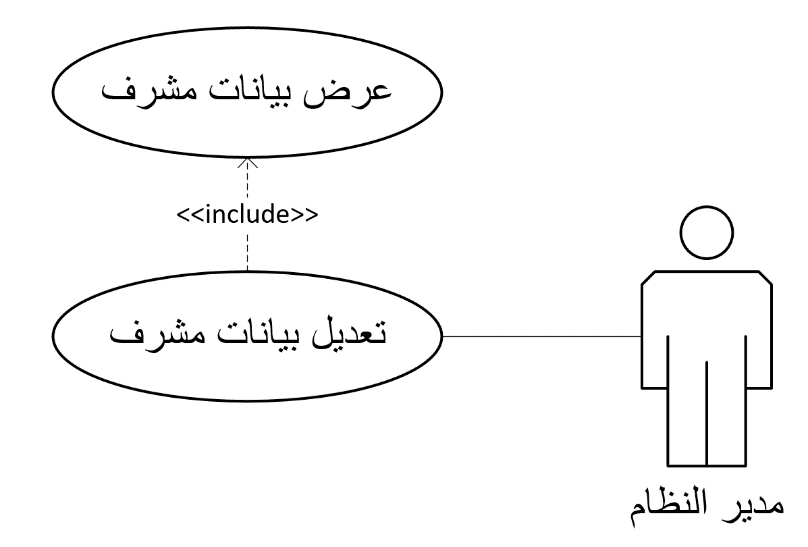 عرض بيانات مشرف
<<include>>
تعديل بيانات مشرف
مدير النظام